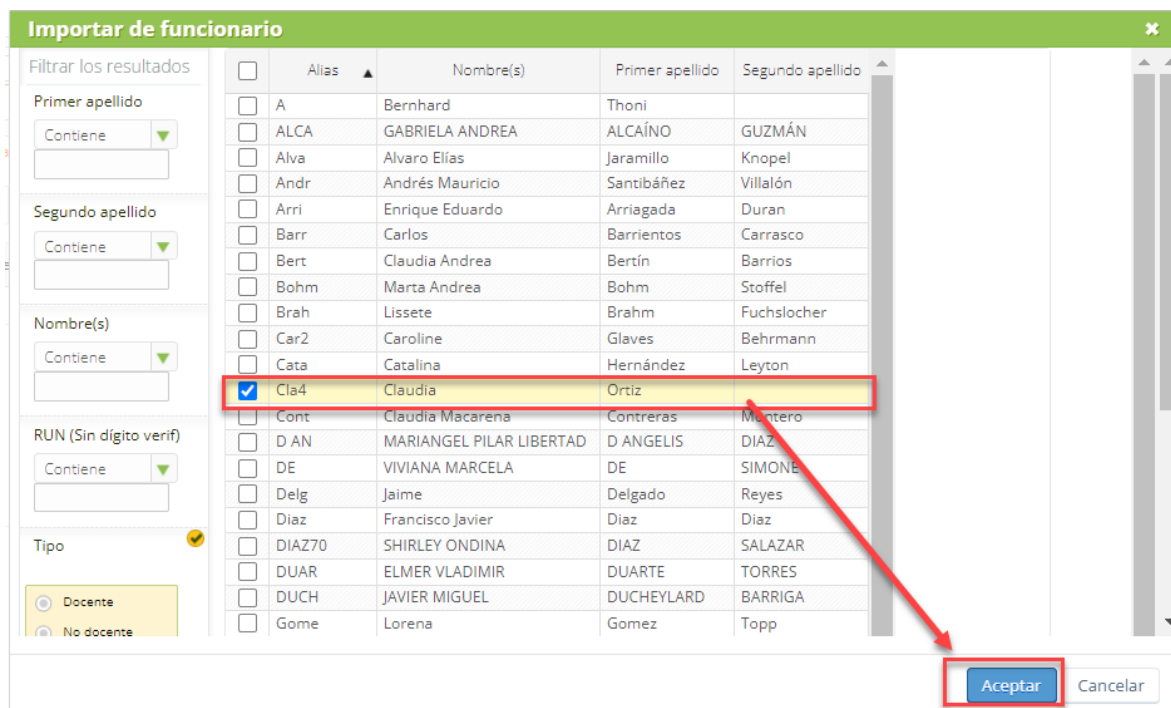 Importar de funcionario
Filtrar los resultados
Primer apellido
Contiene
Segundo apellido
Contiene
Nombre(s)
Contiene
RUN (Sin dígito verif)
Contiene
Tipo
Docente
No docente
Alias Nombre(s) Primer apellido Segundo apellido
A Bernhard Thoni
ALCA GABRIELA ANDREA ALCAÍNO GUZMÁN
Alva Alvaro Elías Jaramillo Knopel
Andr Andrés Mauricio Santibáñez Villalón
Arri Enrique Eduardo Arriagada Duran
Barr Carlos Barrientos Carrasco
Bert Claudia Andrea Bertín Barrios
Bohm Marta Andrea Bohm Stoffel
Brah Lissete Brahm Fuchslocher
Car2 Caroline Glaves Behrmann
Cata Catalina Hernández Leyton
Cla4 Claudia Ortiz
Cont Claudia Macarena Contreras Montero
D AN MARIANGEL PILAR LIBERTAD D ANGELIS DIAZ
DE VIVIANA MARCELA DE SIMONE
Delg Jaime Delgado Reyes
Diaz Francisco Javier Diaz Diaz
DIAZ70 SHIRLEY ONDINA DIAZ SALAZAR
DUAR ELMER VLADIMIR DUARTE TORRES
DUCH JAVIER MIGUEL DUCHEYLARD BARRIGA
Gome Lorena Gomez Topp
Aceptar Cancelar